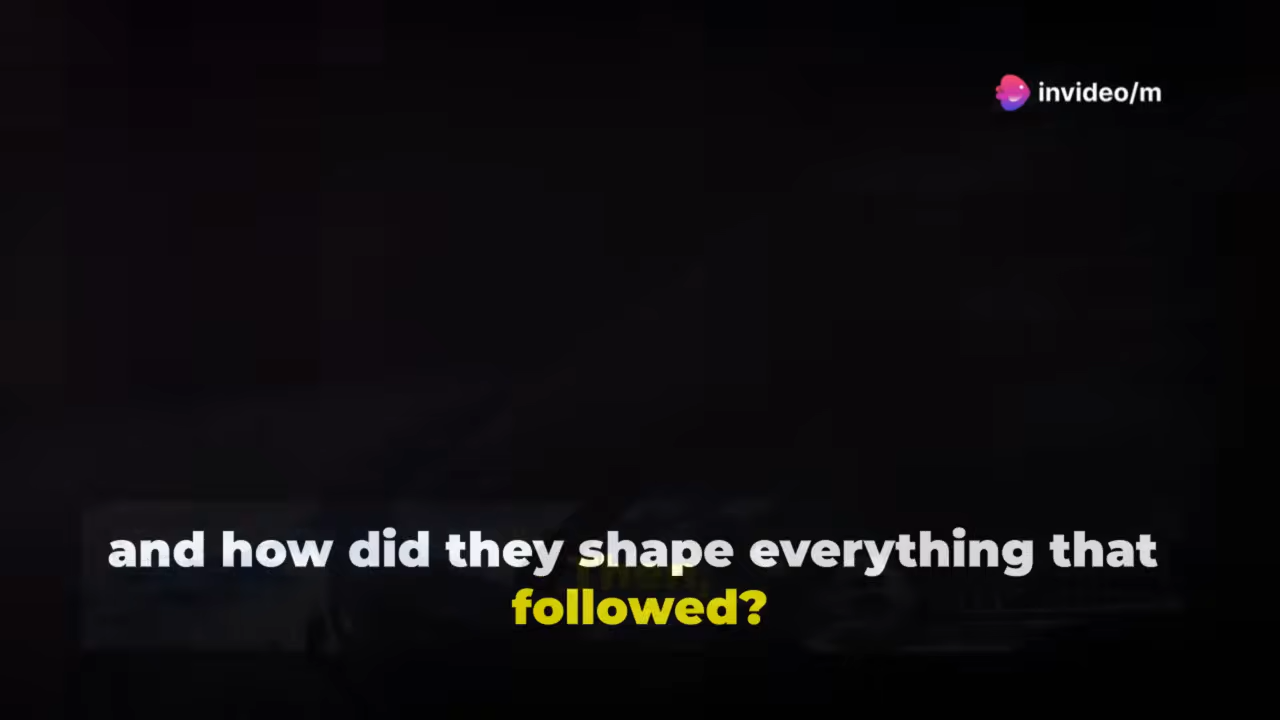 invideo/m
and how did they shape everything that
followed?